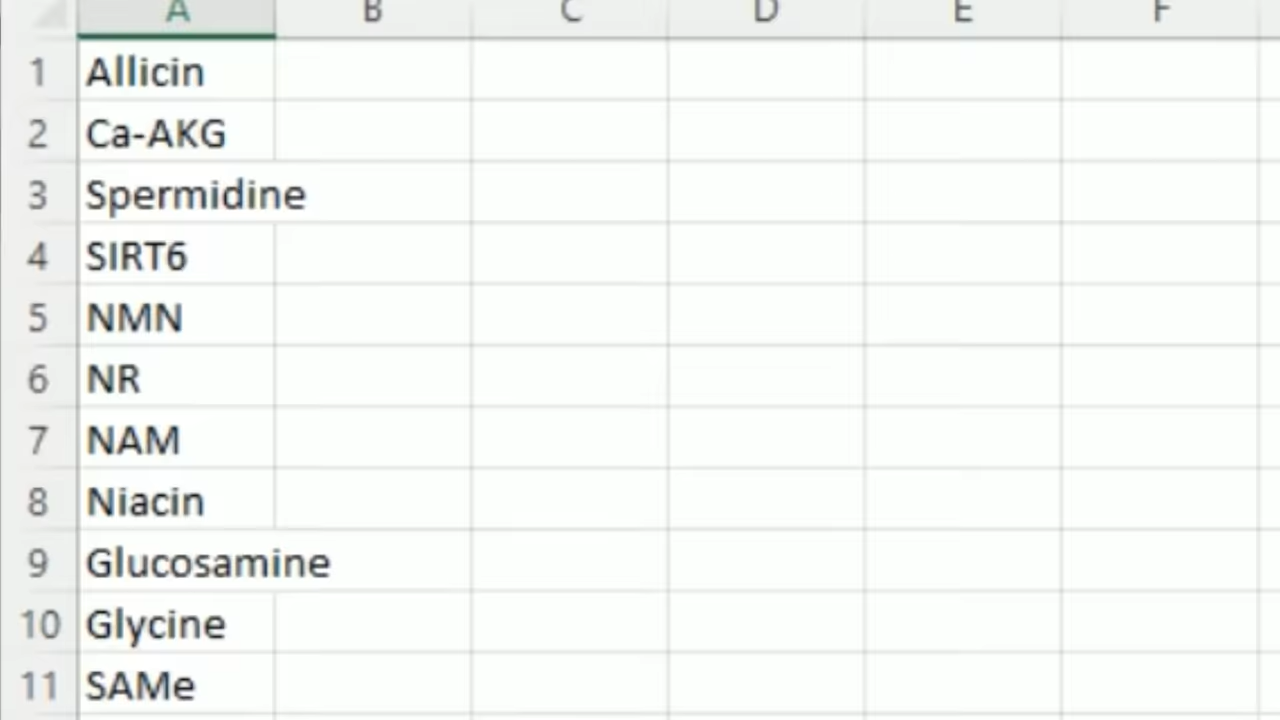 A B C D E F
1 Allicin
2 Ca-AKG
3 Spermidine
4 SIRT6
5 NMN
6 NR
7 NAM
8 Niacin
9 Glucosamine
10 Glycine
11 SAMe